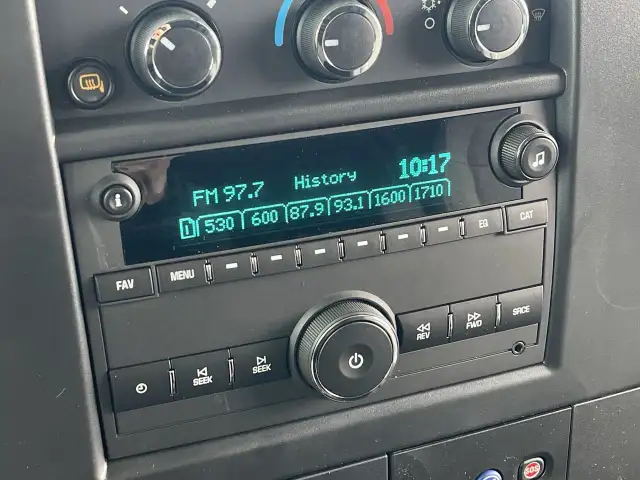 FM 97.7 History 10:17
1 530 600 87.9 93.1 1600 1710
i
FAV MENU EQ CAT
SEEK SEEK REV FWD SRCE
SOS